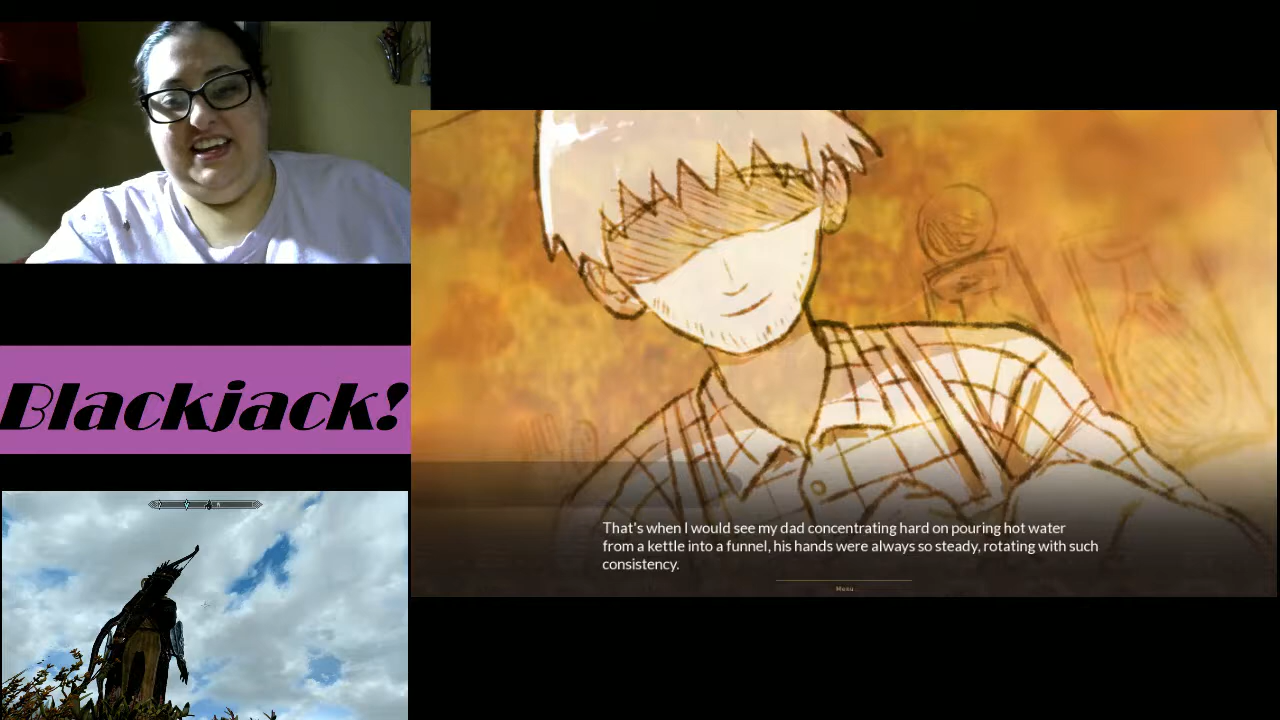 Blackjack!
That's when I would see my dad concentrating hard on pouring hot water
from a kettle into a funnel, his hands were always so steady, rotating with such
consistency.
Menu